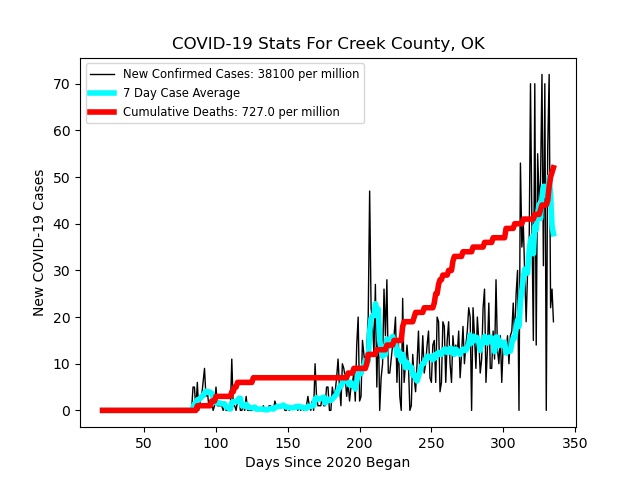 COVID-19 Stats For Creek County, OK
New Confirmed Cases: 38100 per million
7 Day Case Average
Cumulative Deaths: 727.0 per million
New COVID-19 Cases
70
60
50
40
30
20
10
0
50 100 150 200 250 300 350
Days Since 2020 Began